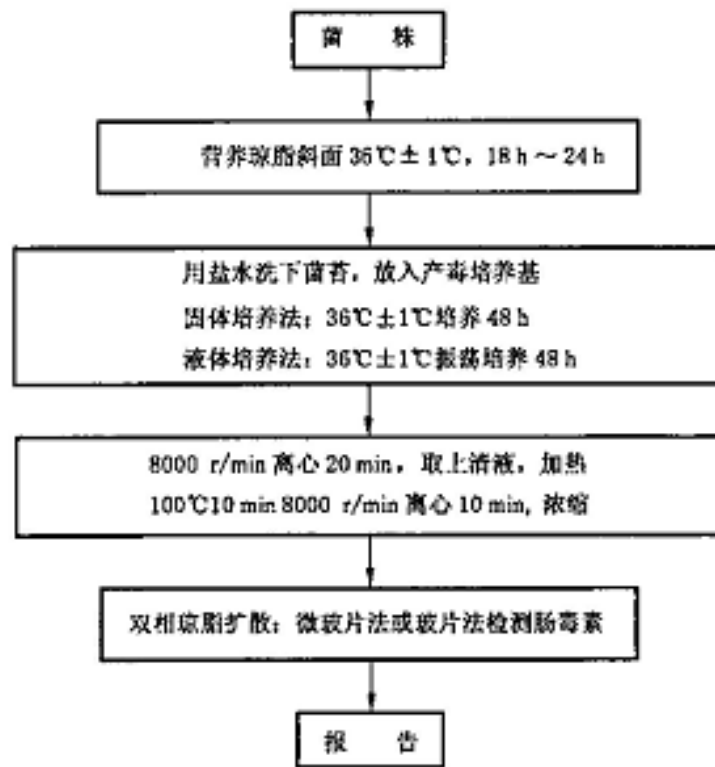 菌 株
营养琼脂斜面 36℃±1℃, 18 h～24 h
用盐水洗下菌苔, 放入产毒培养基
固体培养法: 36℃±1℃培养 48 h
液体培养法: 36℃±1℃振荡培养 48 h
8000 r/min 离心 20 min, 取上清液, 加热
100℃10 min 8000 r/min 离心 10 min, 浓缩
双相琼脂扩散: 微玻片法或玻片法检测肠毒素
报 告